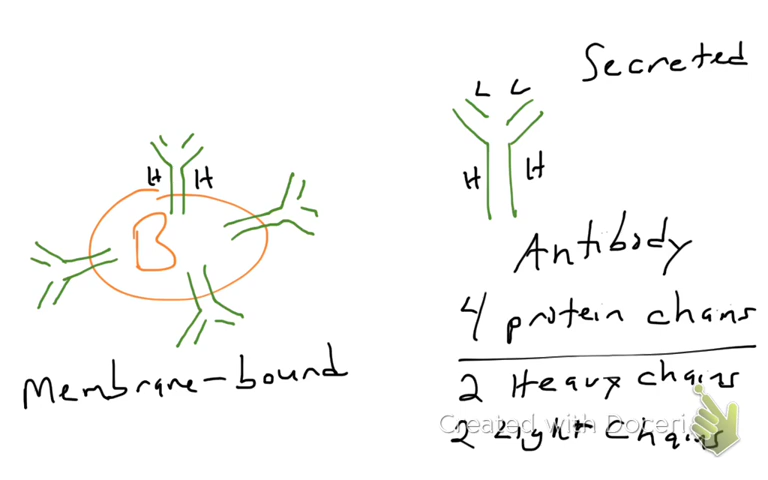 H H
B
Membrane-bound
Secreted
L L
H H
Antibody
4 protein chains
2 Heavy chains
Created with Doceri
2 Light chains